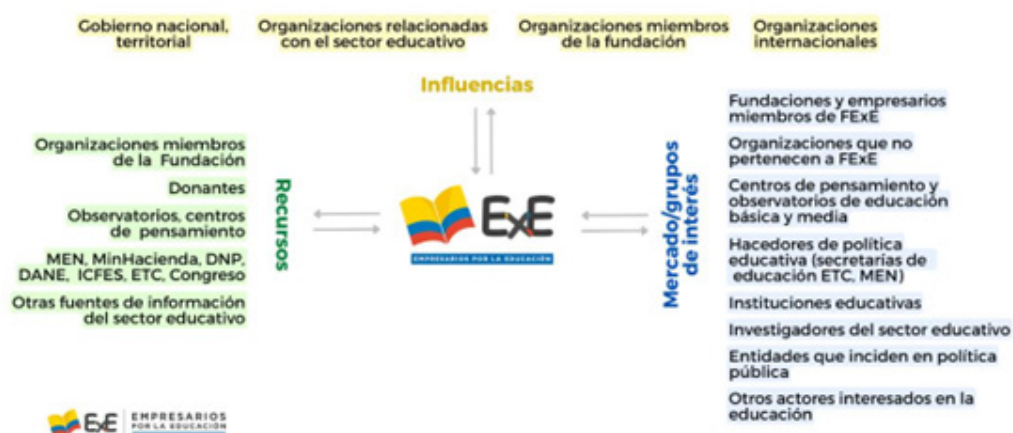 Gobierno nacional,
territorial
Organizaciones relacionadas
con el sector educativo
Organizaciones miembros
de la fundación
Organizaciones
internacionales
Influencias
Organizaciones miembros
de la Fundación
Donantes
Observatorios, centros
de pensamiento
MEN, MinHacienda, DNP,
DANE, ICFES, ETC, Congreso
Otras fuentes de información
del sector educativo
Recursos
ExE
EMPRESARIOS POR LA EDUCACIÓN
Mercado/grupos
de interés
Fundaciones y empresarios
miembros de FExE
Organizaciones que no
pertenecen a FExE
Centros de pensamiento y
observatorios de educación
básica y media
Hacedores de política
educativa (secretarías de
educación ETC, MEN)
Instituciones educativas
Investigadores del sector educativo
Entidades que inciden en política
pública
Otros actores interesados en la
educación
ExE
EMPRESARIOS
POR LA EDUCACIÓN